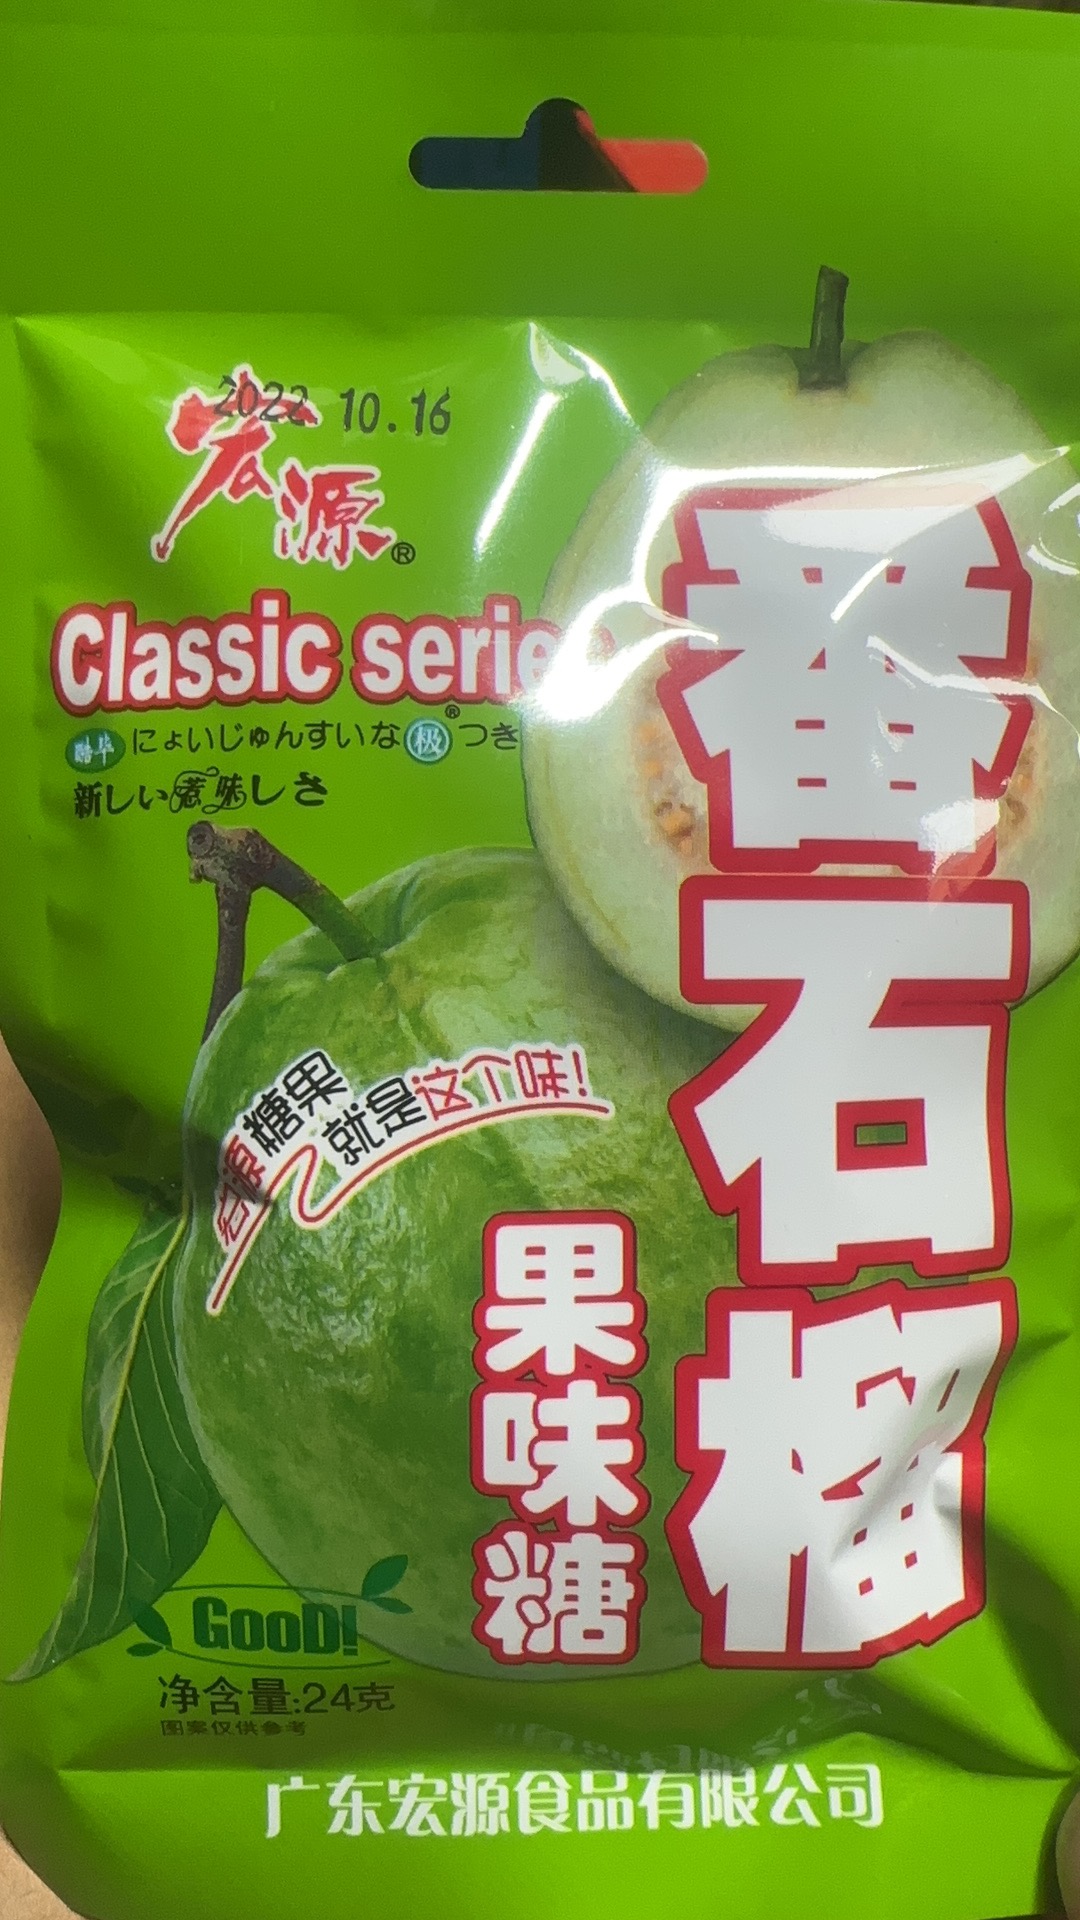 2022 10.16
宏源®
Classic serie
酷毕 にょいじゅんすいな 极® つき
新しい惹味しさ
番石榴
宏源糖果
就是这个味!
果味糖
GooD!
净含量:24克
图案仅供参考
广东宏源食品有限公司